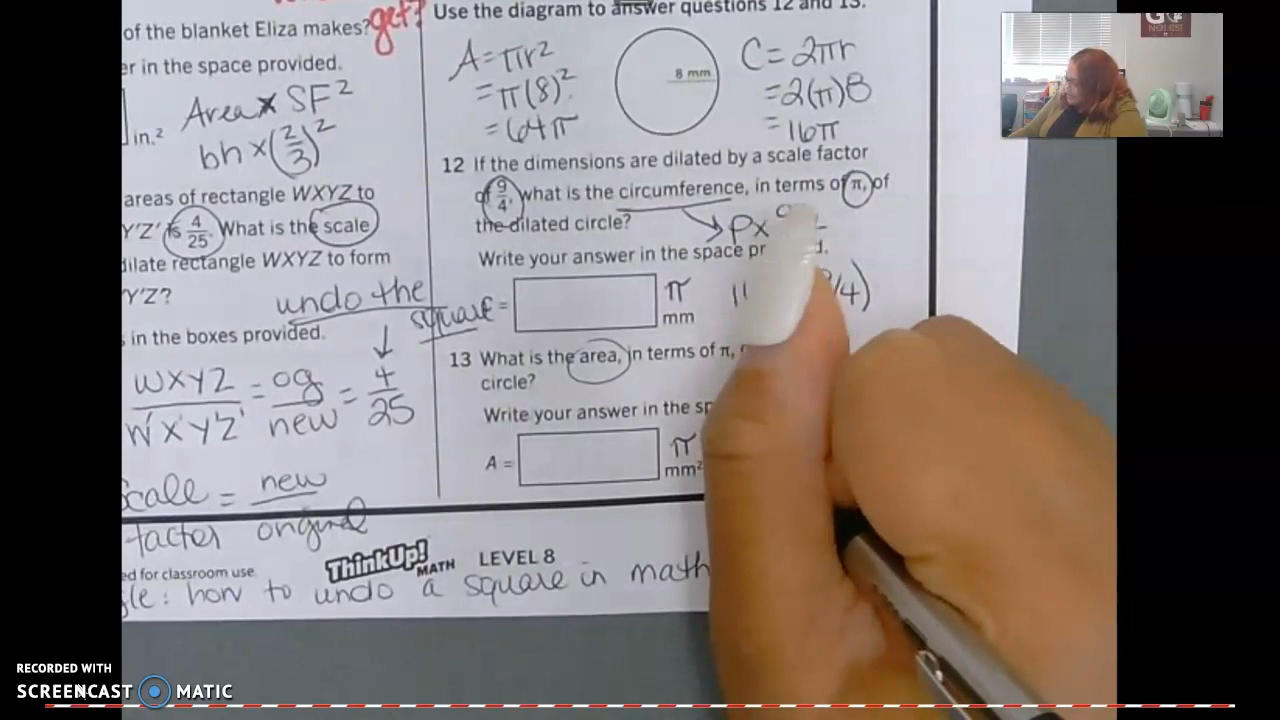 of the blanket Eliza makes? get?
er in the space provided.
Area x SF²
in.²
bh x (2/3)²
areas of rectangle WXYZ to
Y'Z' is 4/25. What is the scale
dilate rectangle WXYZ to form
Y'Z?
undo the
square
in the boxes provided.
WXYZ/W'X'Y'Z' = og/new = 4/25
Scale = new
factor original
ed for classroom use.
ThinkUp! MATH LEVEL 8
how to undo a square in math
Use the diagram to answer questions 12 and 13.
A = πr²
= π(8)²
= 64π
8 mm
C = 2πr
= 2(π)8
= 16π
12 If the dimensions are dilated by a scale factor
of 9/4, what is the circumference, in terms of π, of
the dilated circle?
Px
Write your answer in the space
= π
mm
/4)
13 What is the area, in terms of π,
circle?
Write your answer in the
A = π
mm²
RECORDED WITH
SCREENCAST MATIC
G
NOLES!